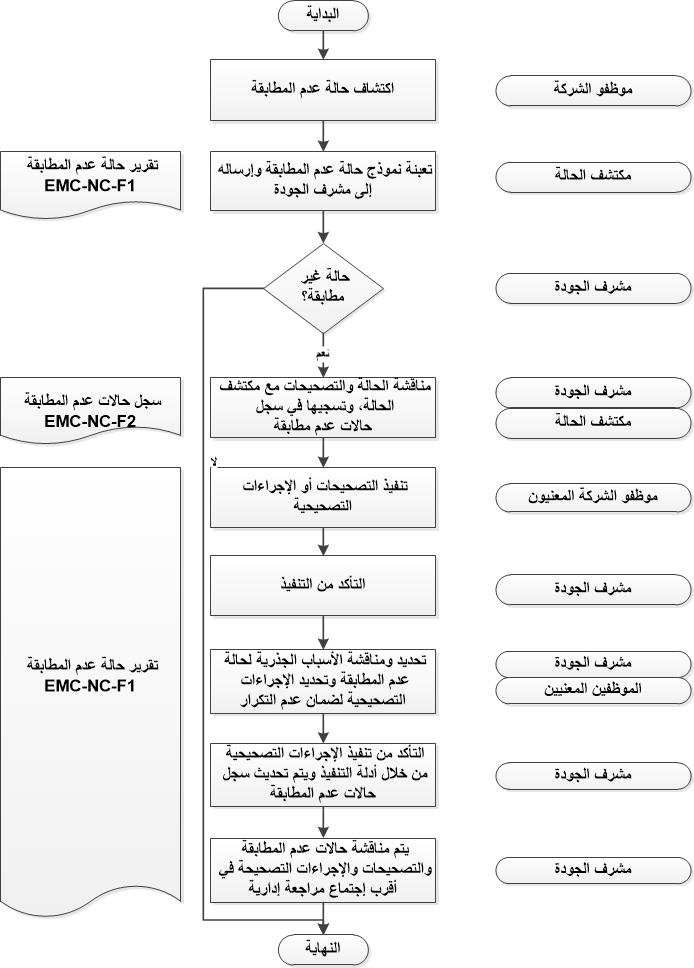 البداية
اكتشاف حالة عدم المطابقة
موظفو الشركة
تعبئة نموذج حالة عدم المطابقة وإرساله
إلى مشرف الجودة
مكتشف الحالة
تقرير حالة عدم المطابقة
EMC-NC-F1
حالة غير
مطابقة؟
مشرف الجودة
نعم
مناقشة الحالة والتصحيحات مع مكتشف
الحالة، وتسجيها في سجل
حالات عدم مطابقة
مشرف الجودة
مكتشف الحالة
سجل حالات عدم المطابقة
EMC-NC-F2
لا
تنفيذ التصحيحات أو الإجراءات
التصحيحية
موظفو الشركة المعنيون
التأكد من التنفيذ
مشرف الجودة
تحديد ومناقشة الأسباب الجذرية لحالة
عدم المطابقة وتحديد الإجراءات
التصحيحية لضمان عدم التكرار
مشرف الجودة
الموظفين المعنيين
تقرير حالة عدم المطابقة
EMC-NC-F1
التأكد من تنفيذ الإجراءات التصحيحية
من خلال أدلة التنفيذ ويتم تحديث سجل
حالات عدم المطابقة
مشرف الجودة
يتم مناقشة حالات عدم المطابقة
والتصحيحات والإجراءات التصحيحة في
أقرب إجتماع مراجعة إدارية
مشرف الجودة
النهاية